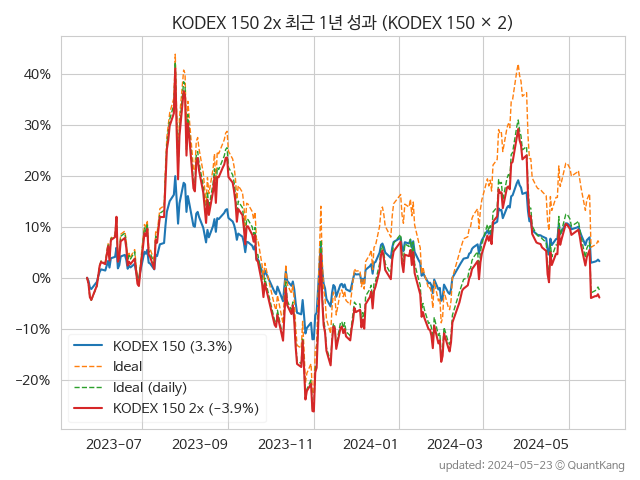 KODEX 150 2x 최근 1년 성과 (KODEX 150 × 2)
40%
30%
20%
10%
0%
−10%
−20%
KODEX 150 (3.3%)
Ideal
Ideal (daily)
KODEX 150 2x (−3.9%)
2023-07 2023-09 2023-11 2024-01 2024-03 2024-05
updated: 2024-05-23 © QuantKang